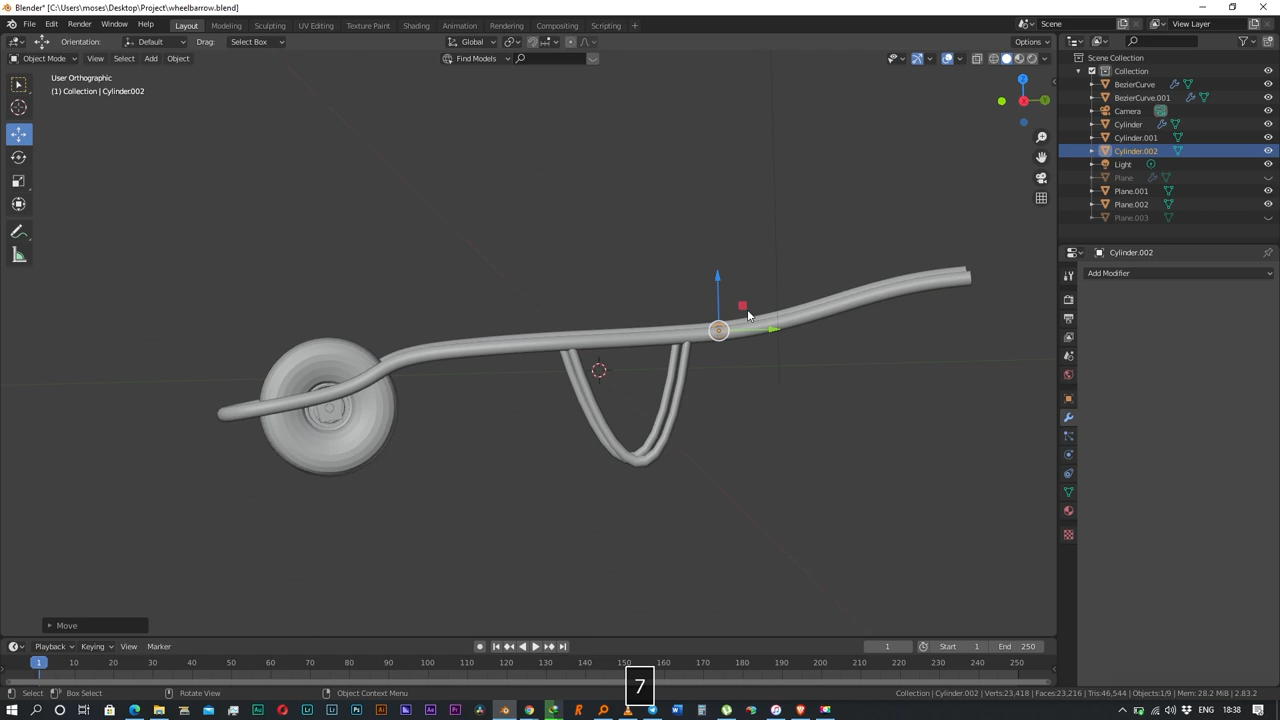 Blender* [C:\Users\moses\Desktop\Project\wheelbarrow.blend]
File Edit Render Window Help Layout Modeling Sculpting UV Editing Texture Paint Shading Animation Rendering Compositing Scripting + Scene View Layer
Orientation: Default Drag: Select Box Global Options
Object Mode View Select Add Object Find Models
User Orthographic
(1) Collection | Cylinder.002
Z
X
Y
Scene Collection
Collection
BezierCurve
BezierCurve.001
Camera
Cylinder
Cylinder.001
Cylinder.002
Light
Plane
Plane.001
Plane.002
Plane.003
Cylinder.002
Add Modifier
Move
Playback Keying View Marker 1 Start 1 End 250
1 10 20 30 40 50 60 70 80 90 100 110 120 130 140 150 160 170 180 190 200 210 220 230 240 250
7
Select Box Select Rotate View Object Context Menu Collection | Cylinder.002 | Verts:23,418 | Faces:23,216 | Tris:46,544 | Objects:1/9 | Mem: 28.2 MiB | 2.83.2
ENG 18:38